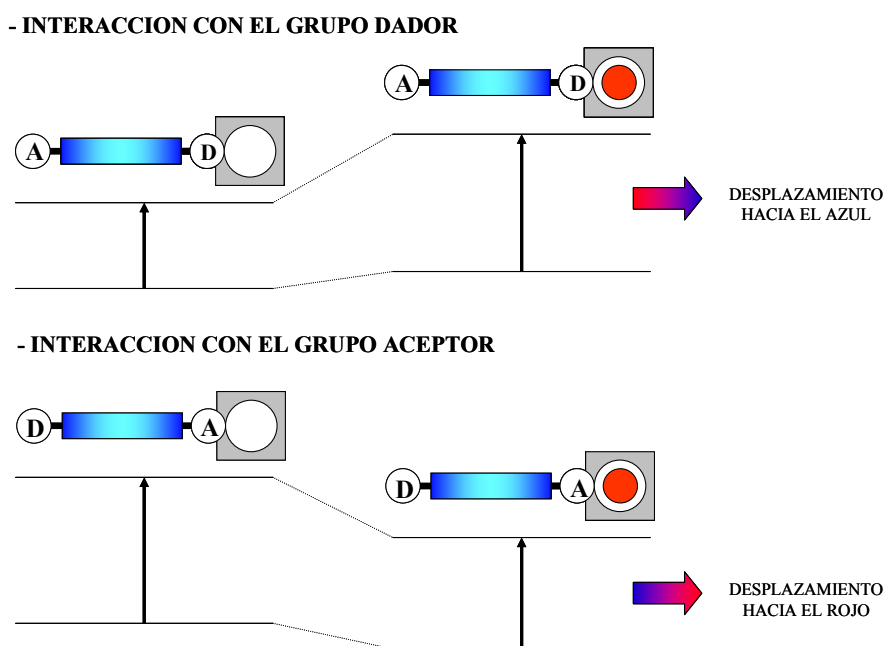 - INTERACCION CON EL GRUPO DADOR
A
D
A
D
DESPLAZAMIENTO
HACIA EL AZUL
- INTERACCION CON EL GRUPO ACEPTOR
D
A
D
A
DESPLAZAMIENTO
HACIA EL ROJO